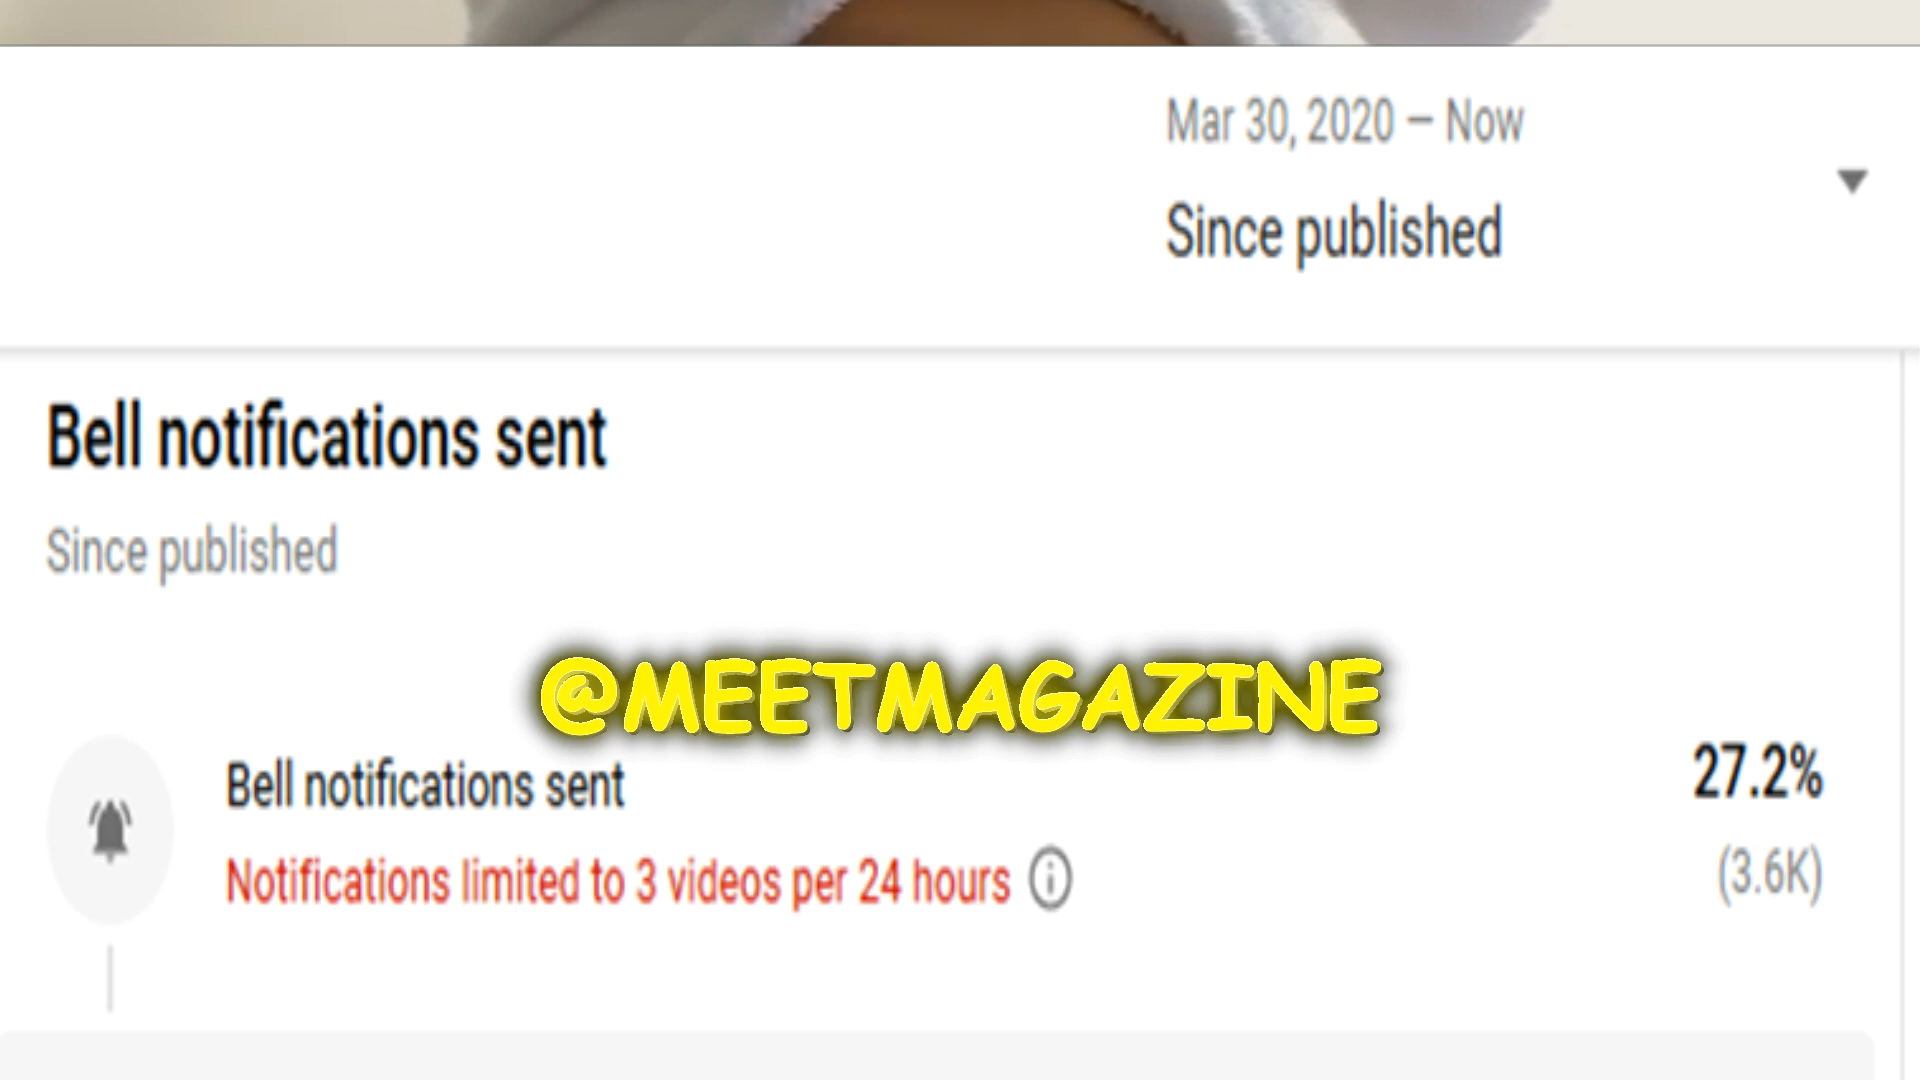 Mar 30, 2020 – Now
Since published
Bell notifications sent
Since published
@MEETMAGAZINE
Bell notifications sent
27.2%
Notifications limited to 3 videos per 24 hours
(3.6K)